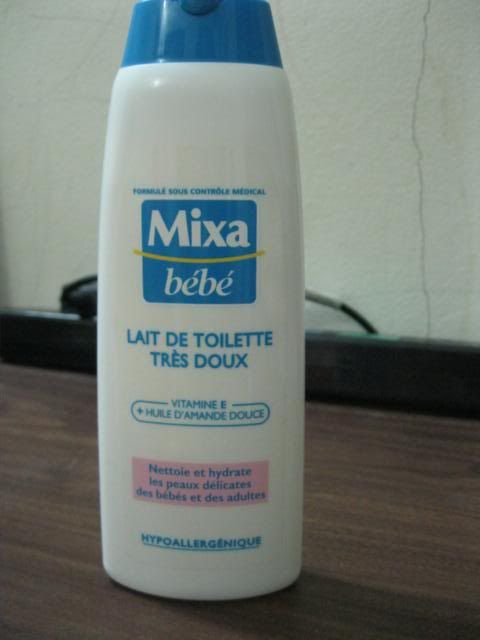 FORMULÉ SOUS CONTRÔLE MÉDICAL
Mixa
bébé
LAIT DE TOILETTE
TRÈS DOUX
VITAMINE E
+ HUILE D'AMANDE DOUCE
Nettoie et hydrate
les peaux délicates
des bébés et des adultes
HYPOALLERGÉNIQUE